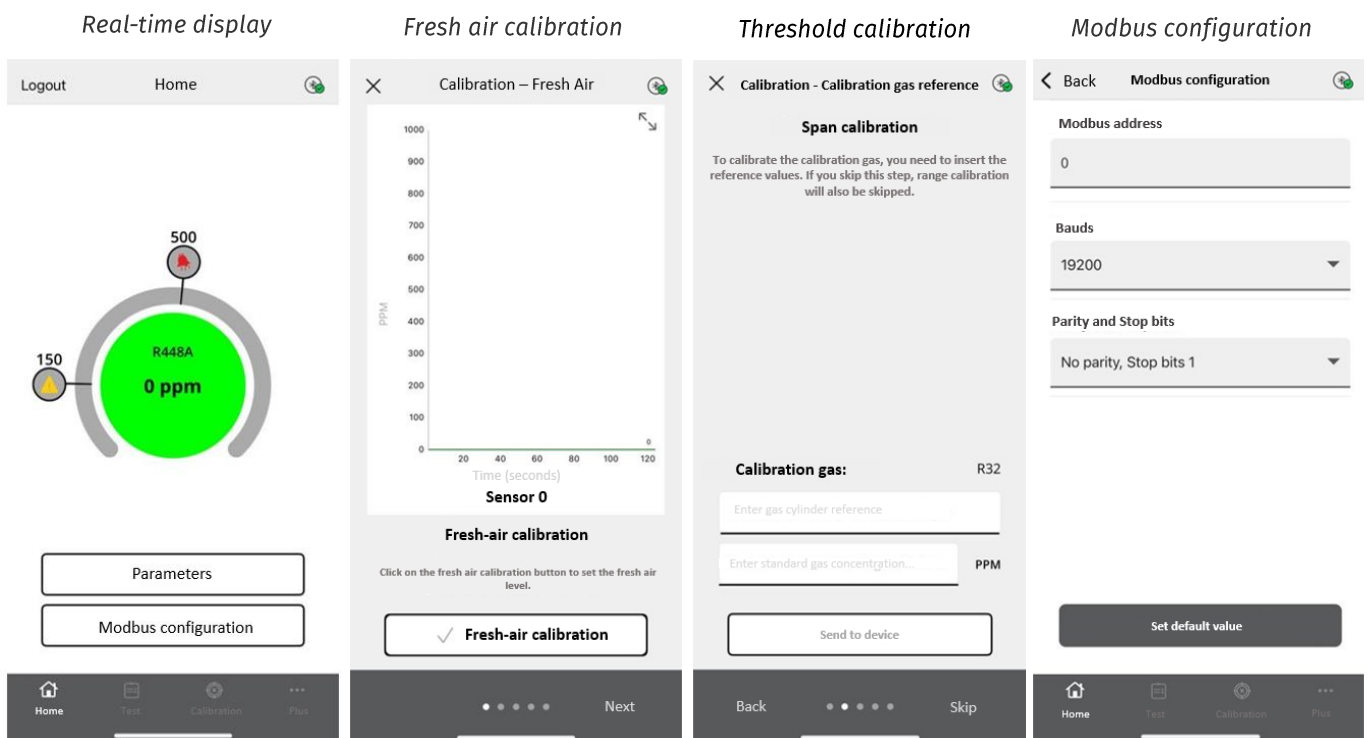 Real-time display
Fresh air calibration
Threshold calibration
Modbus configuration
Logout
Home
500
150
R448A
0 ppm
Parameters
Modbus configuration
Home
Test
Calibration
Plus
Calibration – Fresh Air
1000
900
800
700
600
500
400
300
200
100
0
PPM
0
20 40 60 80 100 120
Time (seconds)
Sensor 0
Fresh-air calibration
Click on the fresh air calibration button to set the fresh air
level.
Fresh-air calibration
Next
Calibration - Calibration gas reference
Span calibration
To calibrate the calibration gas, you need to insert the
reference values. If you skip this step, range calibration
will also be skipped.
Calibration gas:
R32
Enter gas cylinder reference
Enter standard gas concentration...
PPM
Send to device
Back
Skip
Back
Modbus configuration
Modbus address
0
Bauds
19200
Parity and Stop bits
No parity, Stop bits 1
Set default value
Home
Test
Calibration
Plus